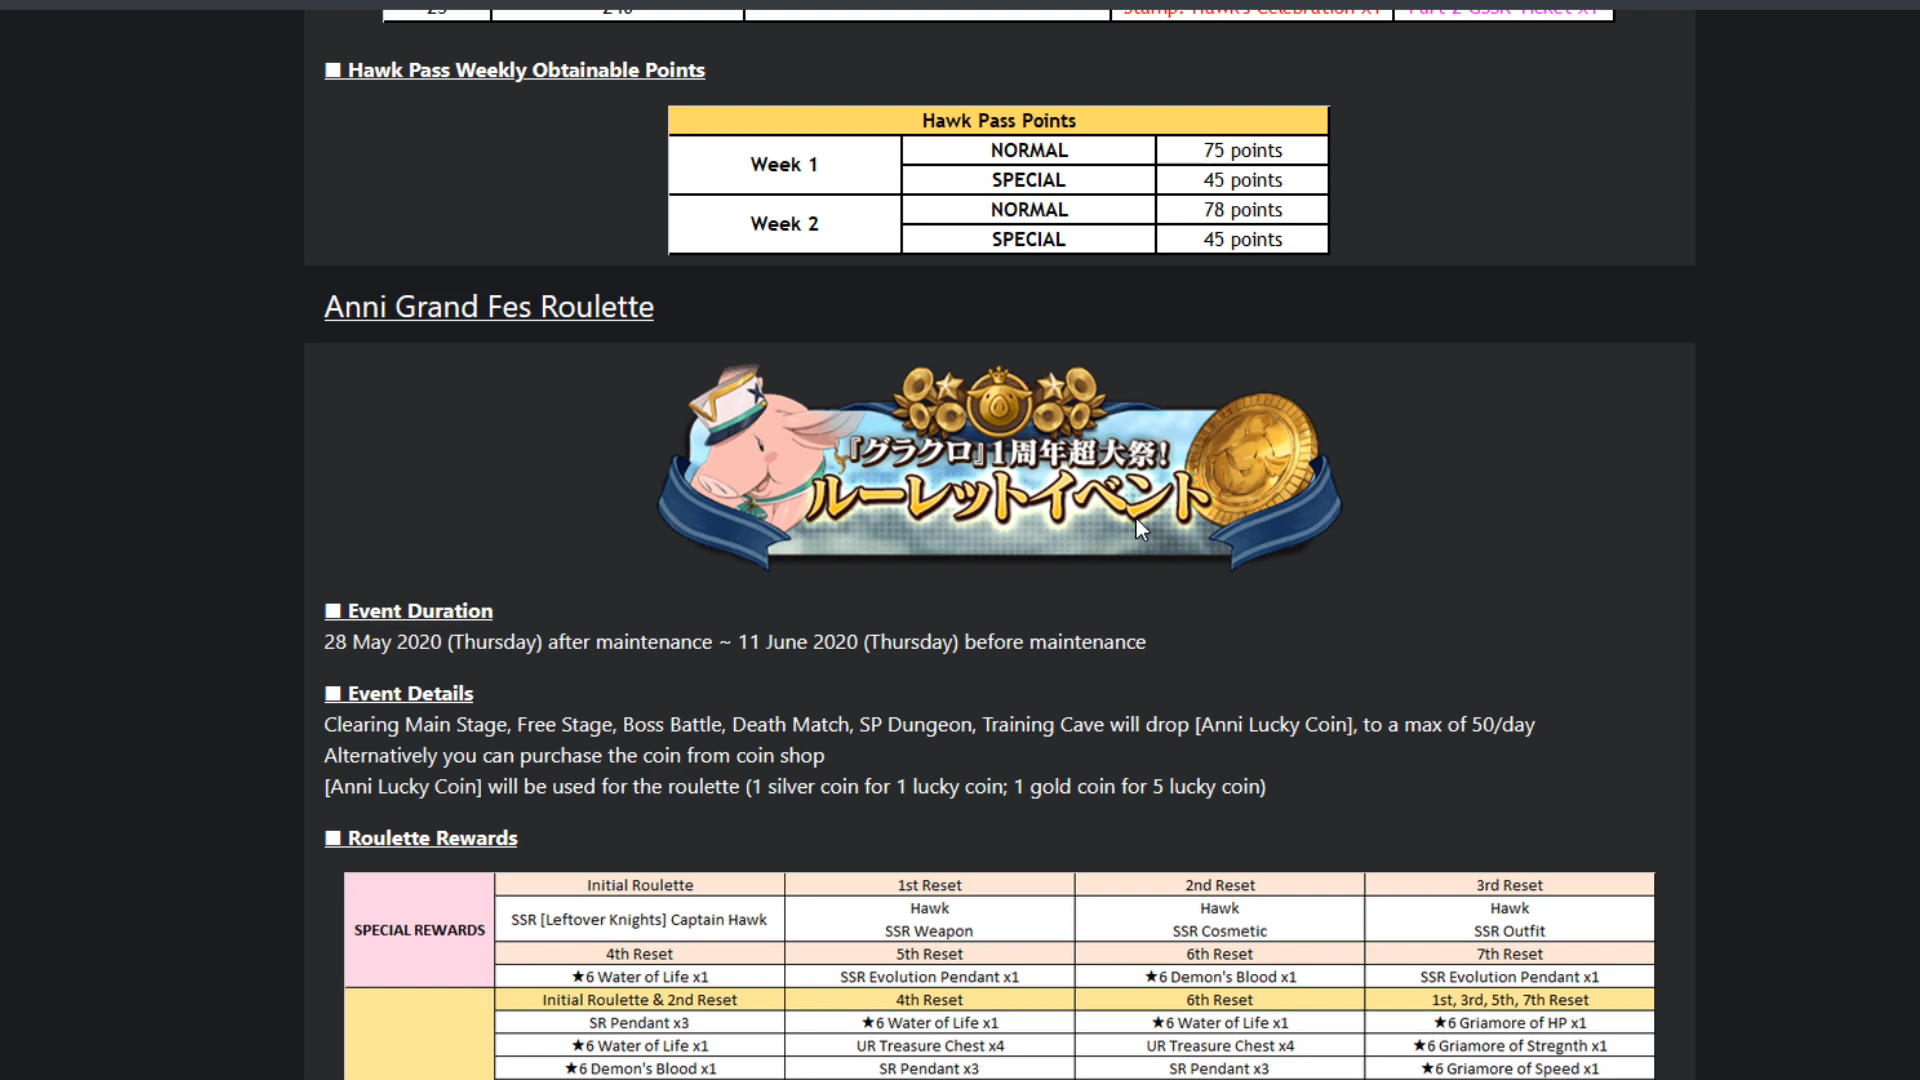 ■ Hawk Pass Weekly Obtainable Points
Hawk Pass Points
Week 1
NORMAL 75 points
SPECIAL 45 points
Week 2
NORMAL 78 points
SPECIAL 45 points
Anni Grand Fes Roulette
『グラクロ』1周年超大祭!
ルーレットイベント
■ Event Duration
28 May 2020 (Thursday) after maintenance ~ 11 June 2020 (Thursday) before maintenance
■ Event Details
Clearing Main Stage, Free Stage, Boss Battle, Death Match, SP Dungeon, Training Cave will drop [Anni Lucky Coin], to a max of 50/day
Alternatively you can purchase the coin from coin shop
[Anni Lucky Coin] will be used for the roulette (1 silver coin for 1 lucky coin; 1 gold coin for 5 lucky coin)
■ Roulette Rewards
SPECIAL REWARDS
Initial Roulette 1st Reset 2nd Reset 3rd Reset
SSR [Leftover Knights] Captain Hawk
Hawk Hawk Hawk
SSR Weapon SSR Cosmetic SSR Outfit
4th Reset 5th Reset 6th Reset 7th Reset
★6 Water of Life x1 SSR Evolution Pendant x1 ★6 Demon's Blood x1 SSR Evolution Pendant x1
Initial Roulette & 2nd Reset 4th Reset 6th Reset 1st, 3rd, 5th, 7th Reset
SR Pendant x3 ★6 Water of Life x1 ★6 Water of Life x1 ★6 Griamore of HP x1
★6 Water of Life x1 UR Treasure Chest x4 UR Treasure Chest x4 ★6 Griamore of Stregnth x1
★6 Demon's Blood x1 SR Pendant x3 SR Pendant x3 ★6 Griamore of Speed x1